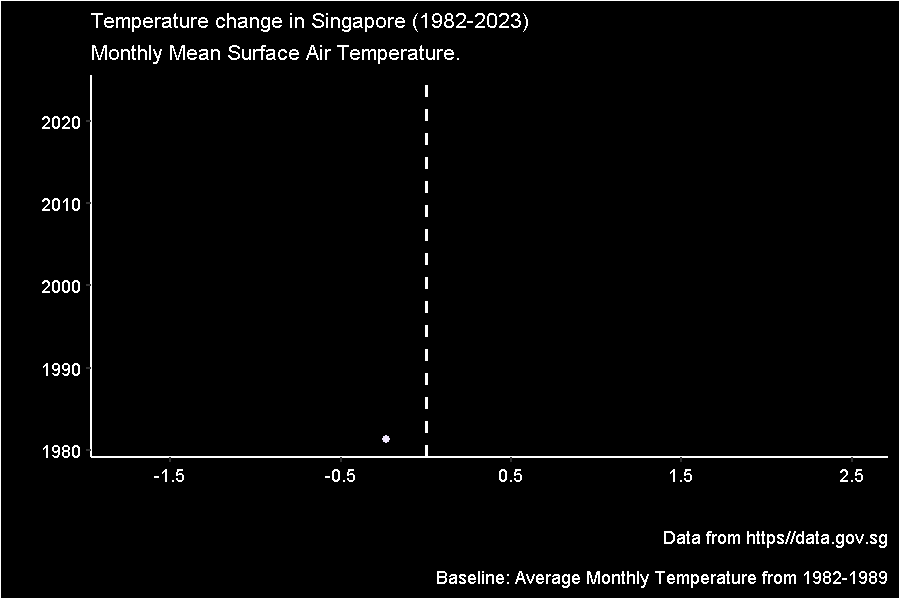 Temperature change in Singapore (1982-2023)
Monthly Mean Surface Air Temperature.
2020
2010
2000
1990
1980
-1.5 -0.5 0.5 1.5 2.5
Data from https//data.gov.sg
Baseline: Average Monthly Temperature from 1982-1989